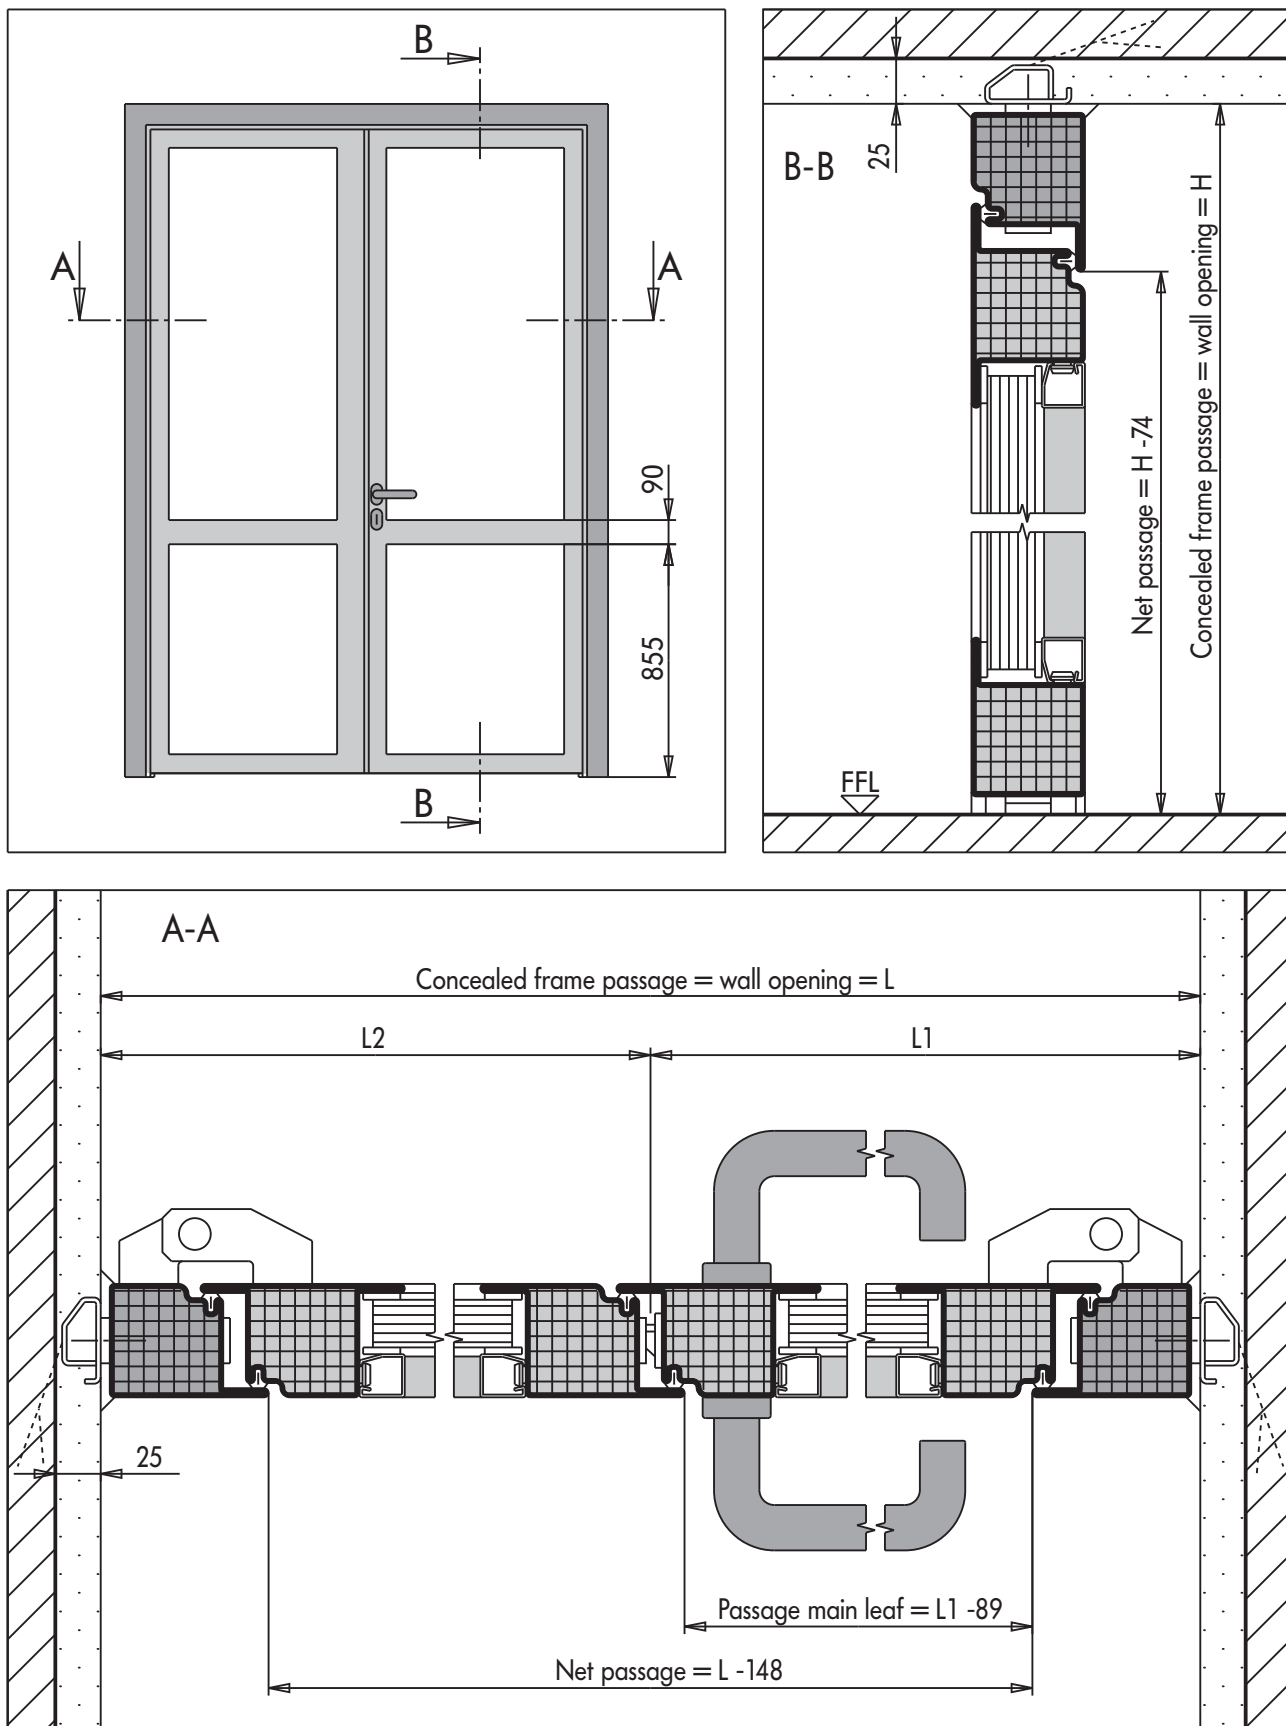 B
A
A
90
855
B
25
B-B
Net passage = H -74
Concealed frame passage = wall opening = H
FFL
A-A
Concealed frame passage = wall opening = L
L2
L1
25
Passage main leaf = L1 -89
Net passage = L -148